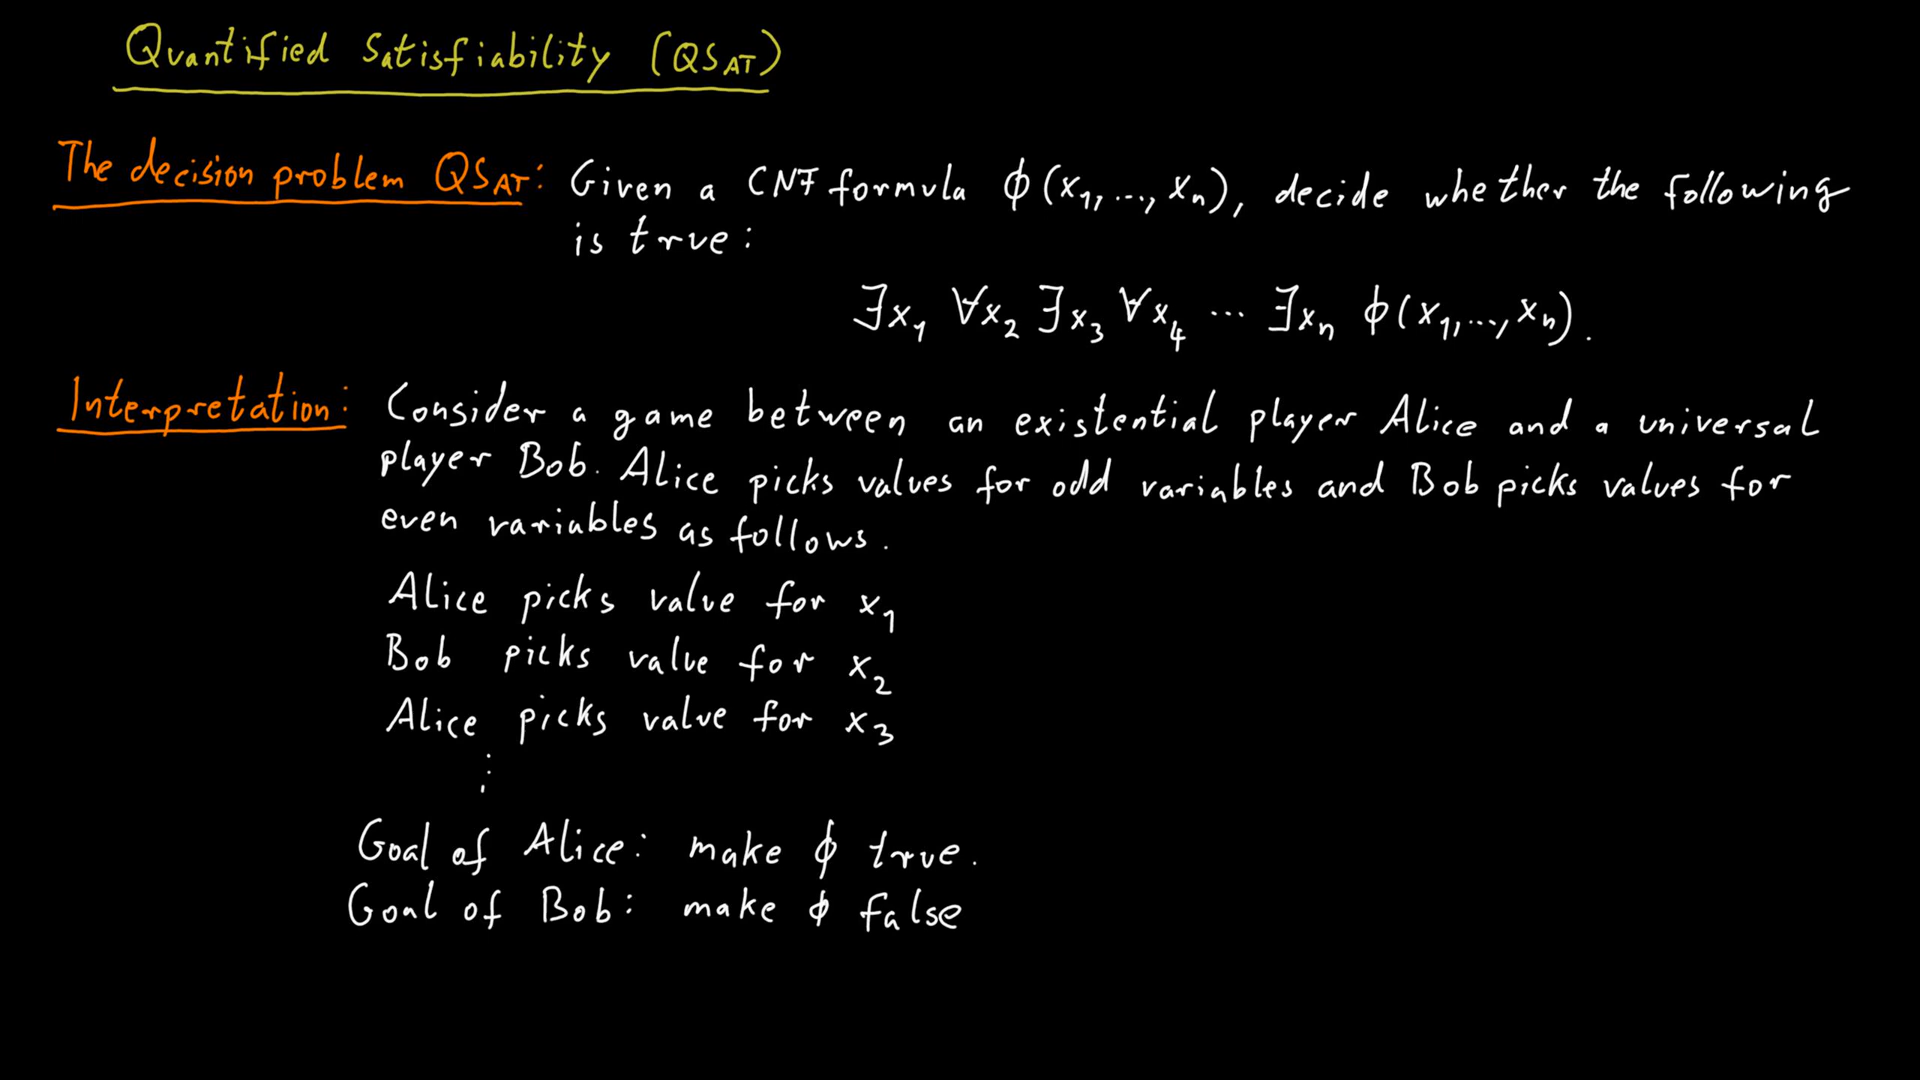 Quantified Satisfiability (QSAT)
The decision problem QSAT: Given a CNF formula ϕ(x₁, ..., xₙ), decide whether the following
is true:
∃x₁ ∀x₂ ∃x₃ ∀x₄ ... ∃xₙ ϕ(x₁, ..., xₙ).
Interpretation: Consider a game between an existential player Alice and a universal
player Bob. Alice picks values for odd variables and Bob picks values for
even variables as follows.
Alice picks value for x₁
Bob picks value for x₂
Alice picks value for x₃
⋮
Goal of Alice: make ϕ true.
Goal of Bob: make ϕ false